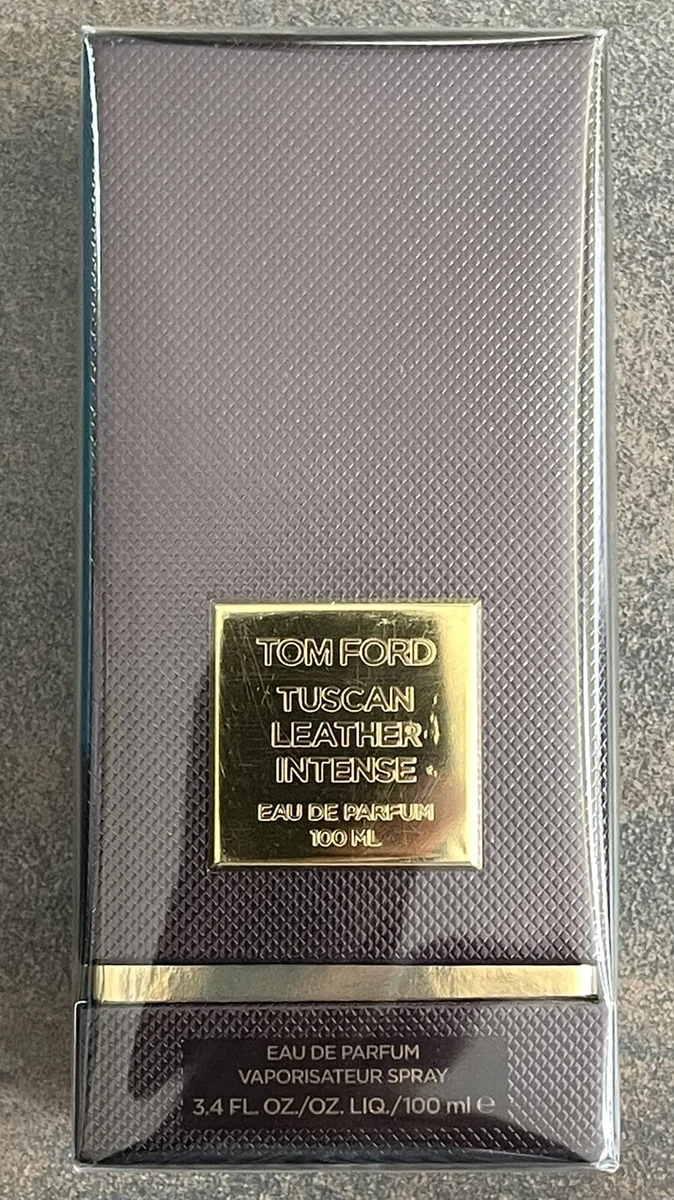 TOM FORD
TUSCAN
LEATHER
INTENSE
EAU DE PARFUM
100 ML
EAU DE PARFUM
VAPORISATEUR SPRAY
3.4 FL. OZ./OZ. LIQ./100 ml ℮